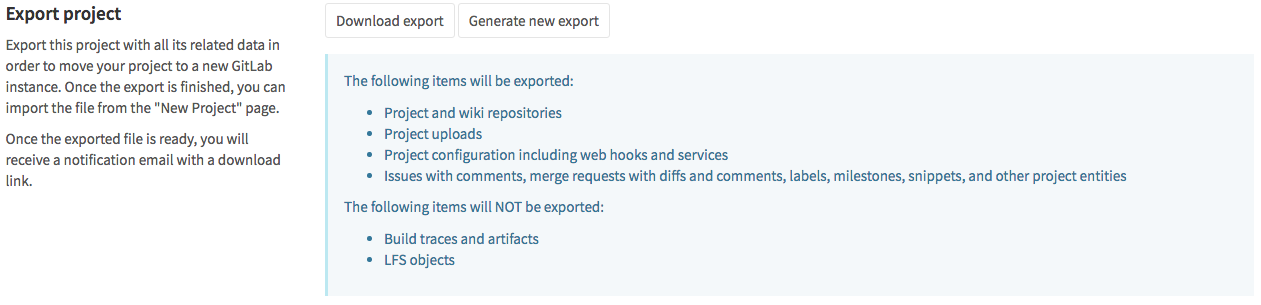 Export project
Export this project with all its related data in
order to move your project to a new GitLab
instance. Once the export is finished, you can
import the file from the "New Project" page.
Once the exported file is ready, you will
receive a notification email with a download
link.
Download export
Generate new export
The following items will be exported:
• Project and wiki repositories
• Project uploads
• Project configuration including web hooks and services
• Issues with comments, merge requests with diffs and comments, labels, milestones, snippets, and other project entities
The following items will NOT be exported:
• Build traces and artifacts
• LFS objects